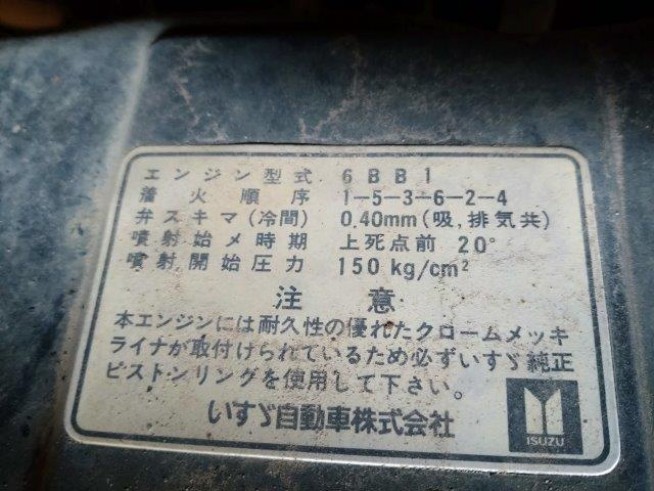 エンジン型式 6BB1
着火順序 1-5-3-6-2-4
弁スキマ(冷間) 0.40mm(吸,排気共)
噴射始メ時期 上死点前 20°
噴射開始圧力 150 kg/cm²
注 意
本エンジンには耐久性の優れたクロームメッキ
ライナが取付けられているため必ずいすゞ純正
ピストンリングを使用して下さい。
いすゞ自動車株式会社
ISUZU